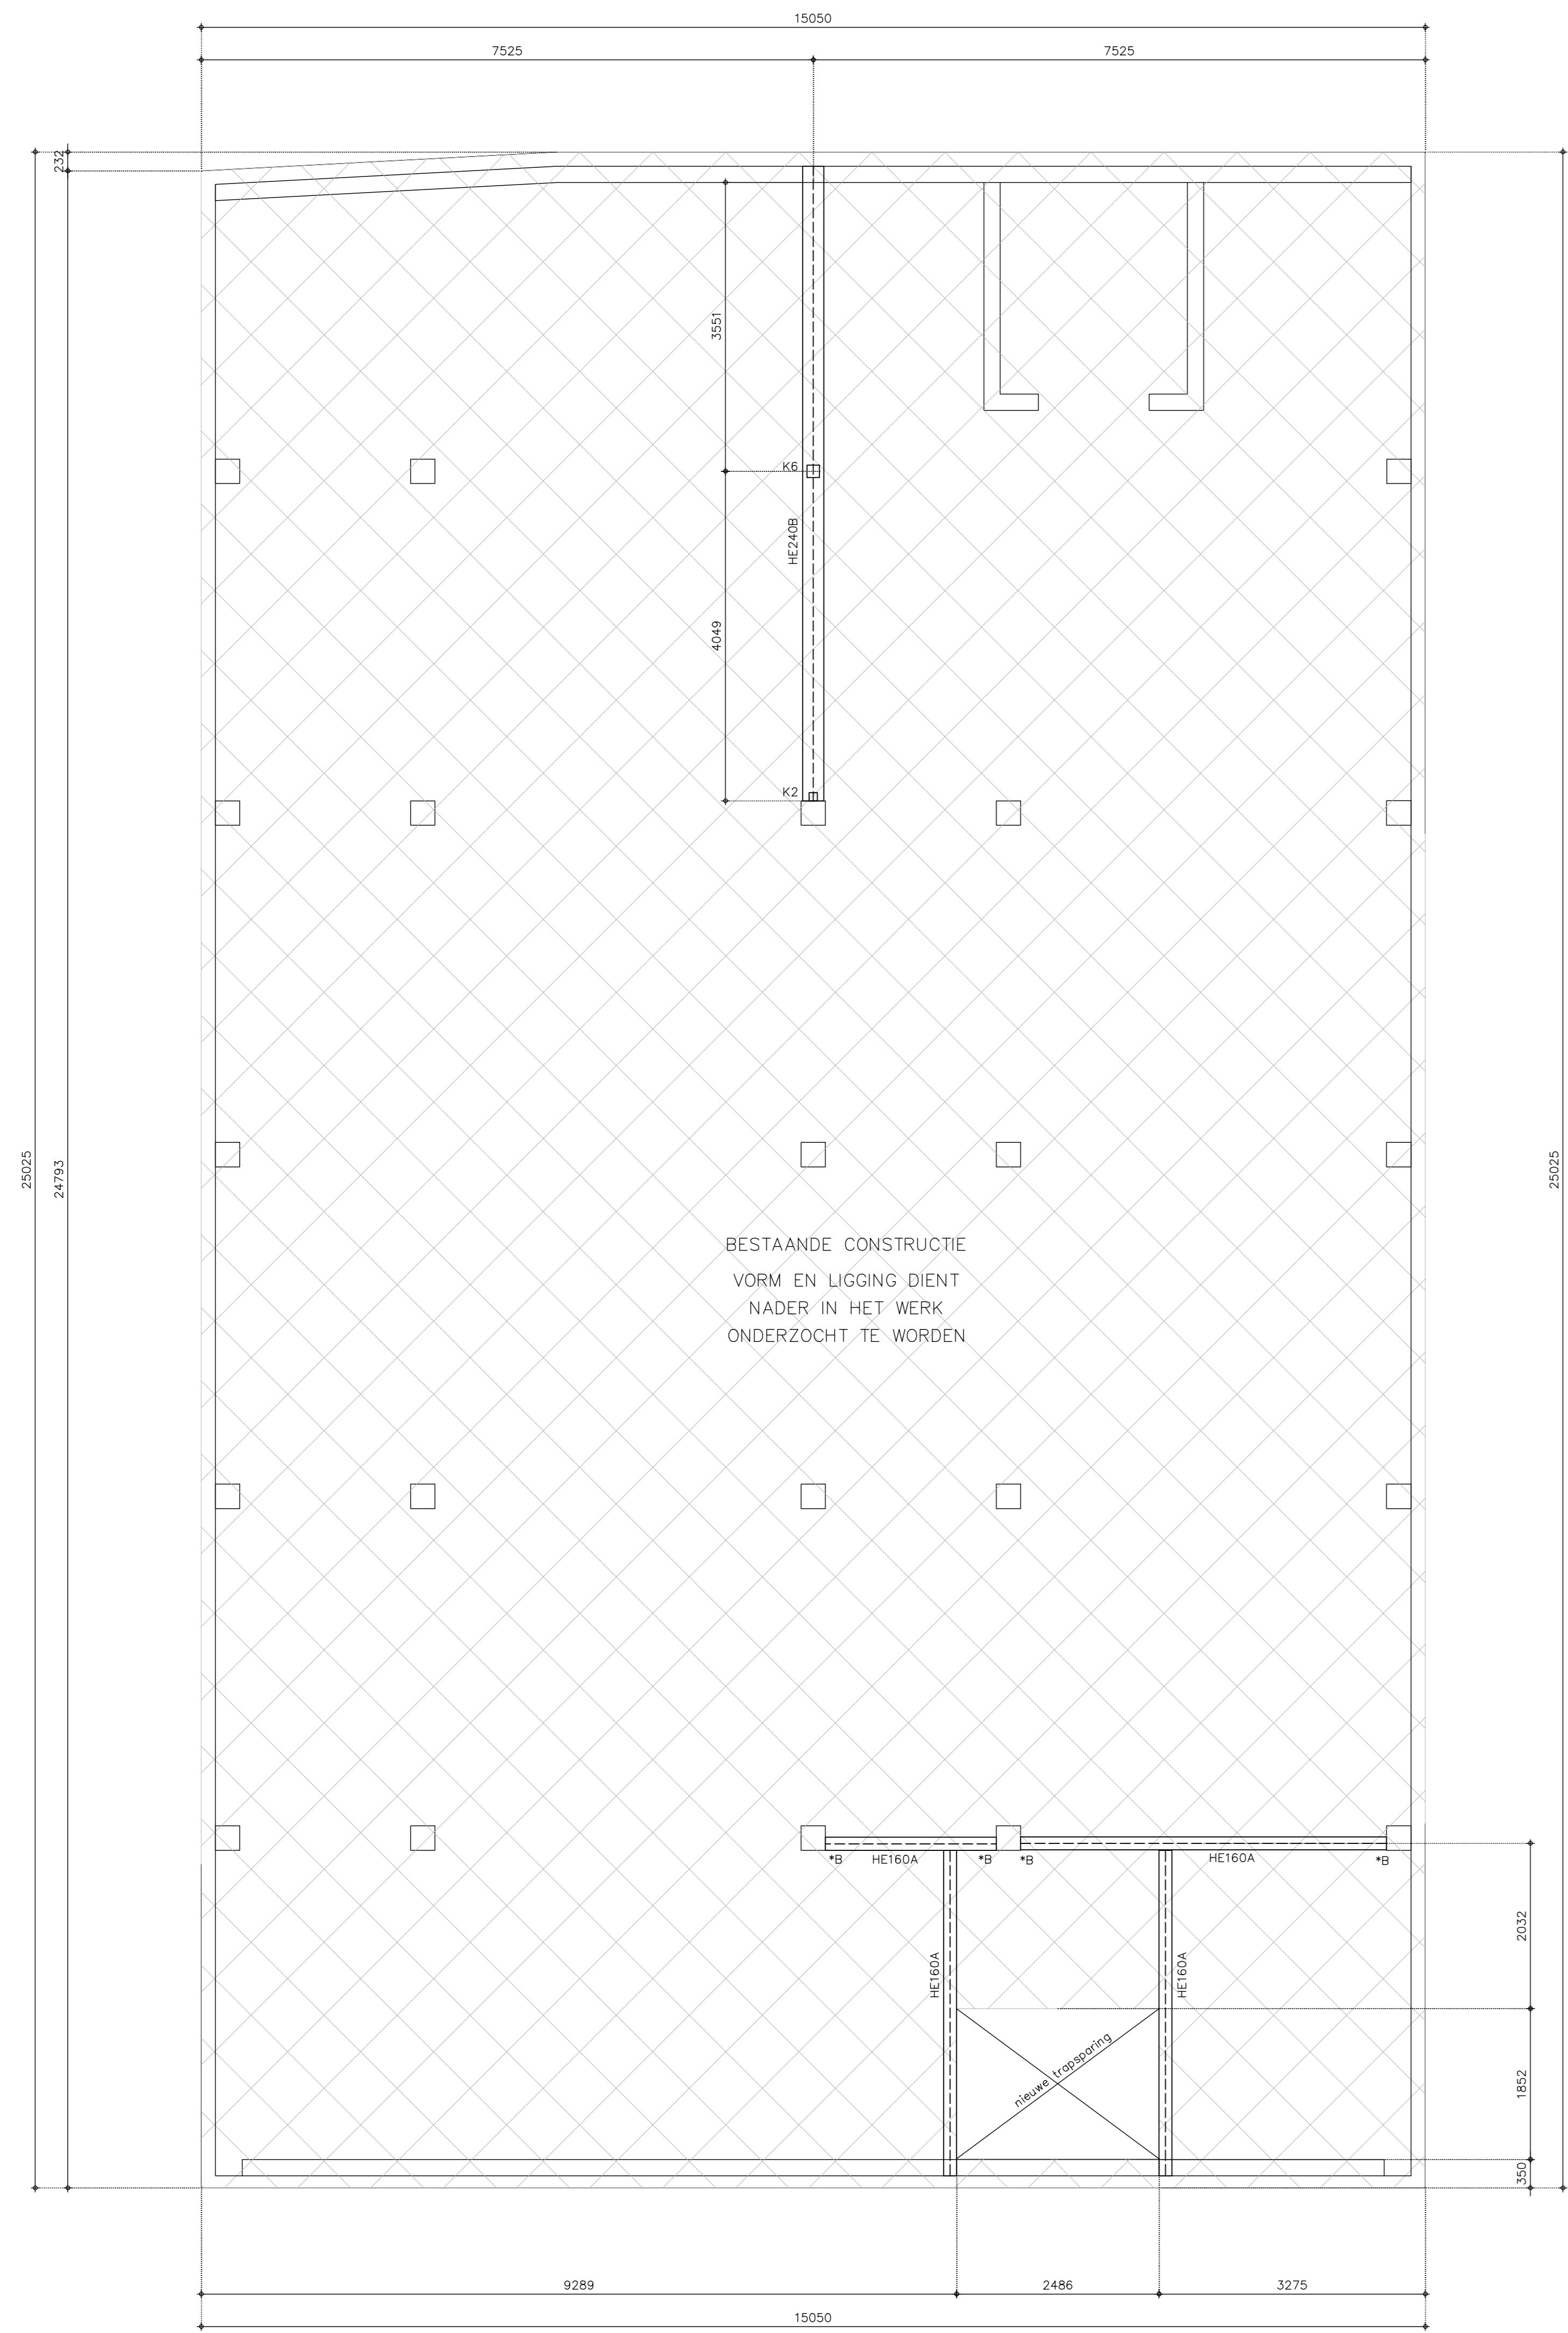 15050
7525
7525
232
3551
K6
HE240B
4049
K2
25025
24793
25025
BESTAANDE CONSTRUCTIE
VORM EN LIGGING DIENT
NADER IN HET WERK
ONDERZOCHT TE WORDEN
*B
HE160A
*B
*B
HE160A
*B
2032
HE160A
HE160A
nieuwe trapsparing
1852
350
9289
2486
3275
15050